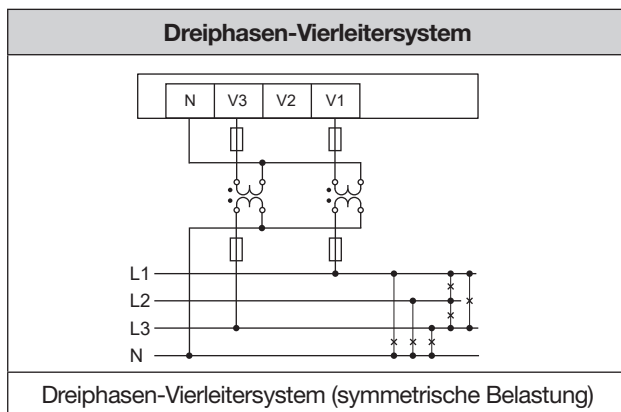 Dreiphasen-Vierleitersystem
N V3 V2 V1
L1
L2
L3
N
Dreiphasen-Vierleitersystem (symmetrische Belastung)